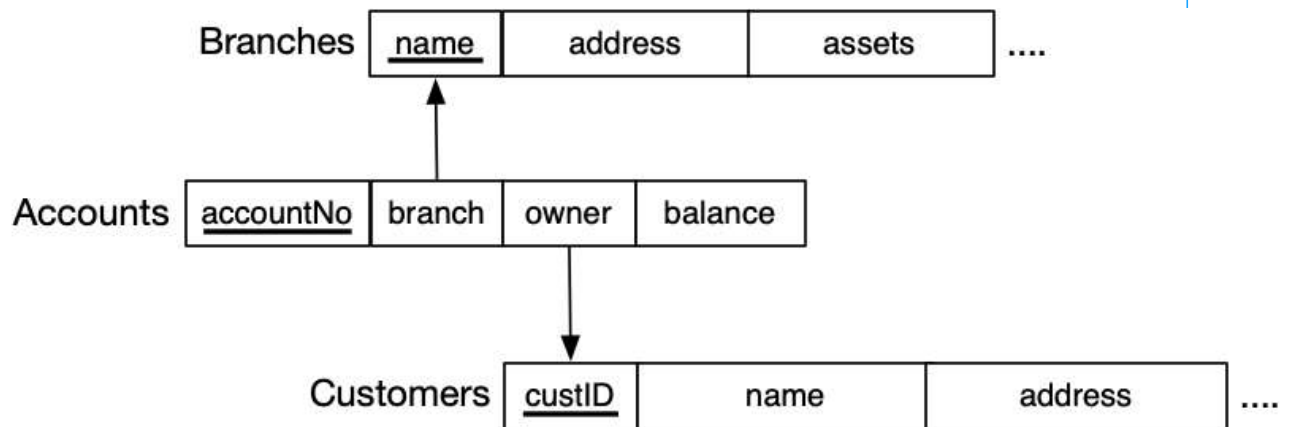 Branches name address assets ....
Accounts accountNo branch owner balance
Customers custID name address ....